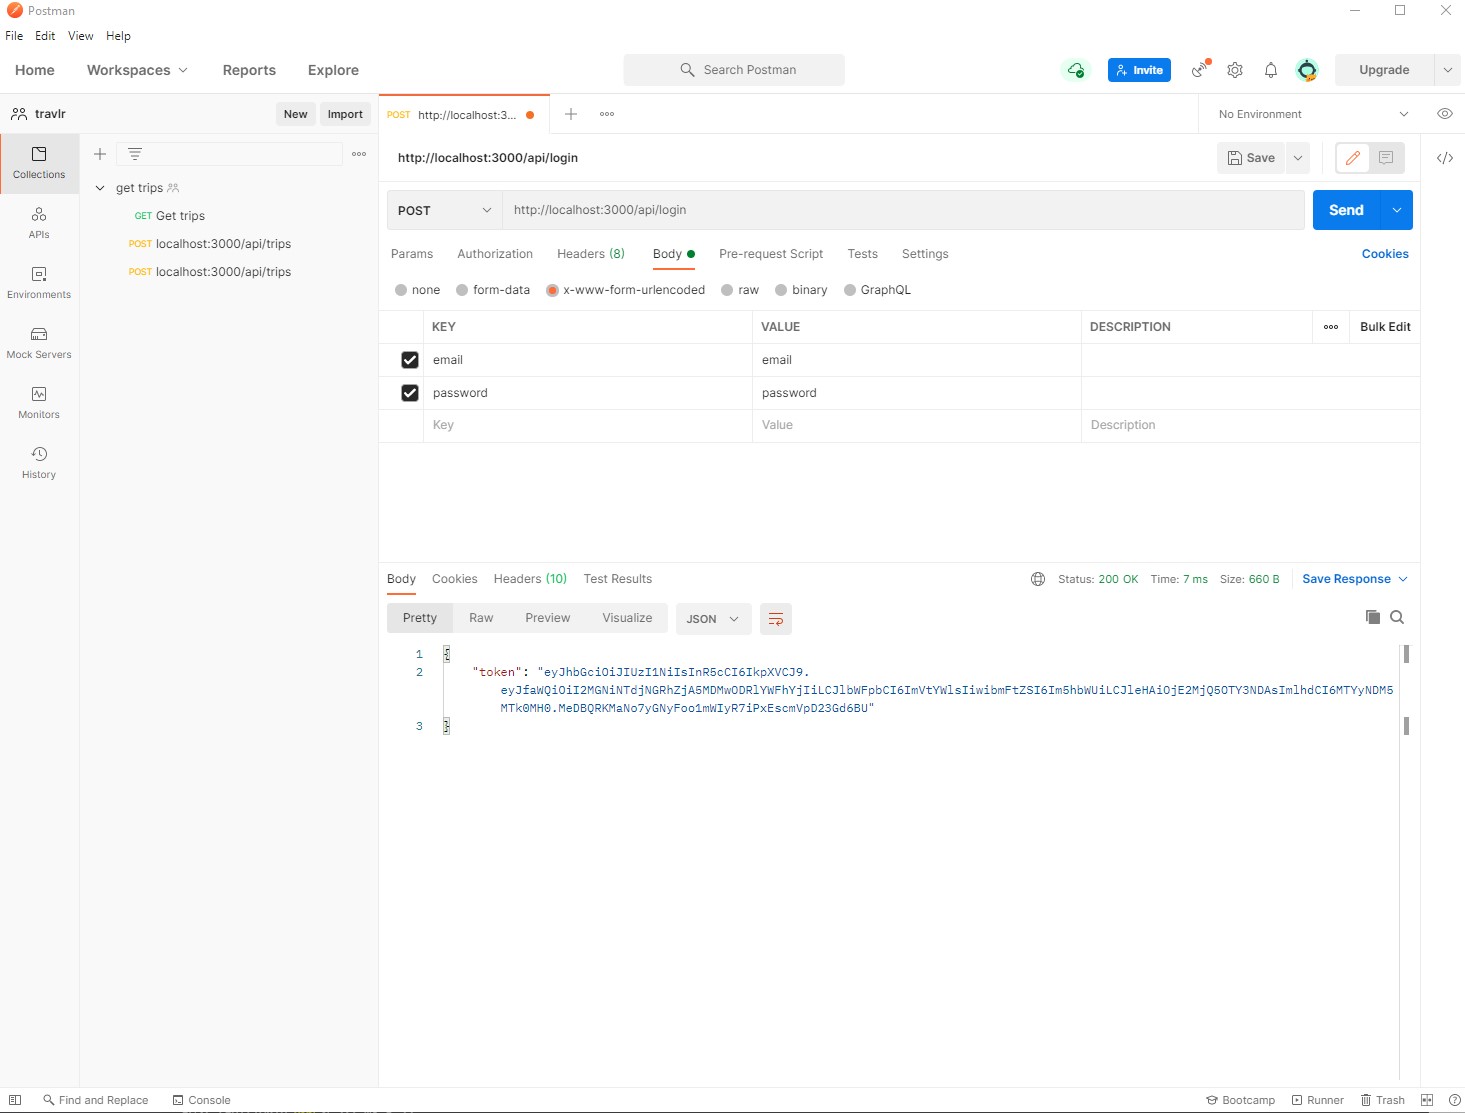 Postman
File Edit View Help
Home Workspaces Reports Explore Search Postman Invite Upgrade
travlr New Import POST http://localhost:3... No Environment
http://localhost:3000/api/login Save
Collections
get trips
GET Get trips
POST localhost:3000/api/trips
POST localhost:3000/api/trips
APIs
Environments
Mock Servers
Monitors
History
POST http://localhost:3000/api/login Send
Params Authorization Headers (8) Body Pre-request Script Tests Settings Cookies
none form-data x-www-form-urlencoded raw binary GraphQL
KEY VALUE DESCRIPTION Bulk Edit
email email
password password
Key Value Description
Body Cookies Headers (10) Test Results Status: 200 OK Time: 7 ms Size: 660 B Save Response
Pretty Raw Preview Visualize JSON
1 {
2 "token": "eyJhbGciOiJIUzI1NiIsInR5cCI6IkpXVCJ9.
eyJfaWQiOiI2MGNiNTdjNGRhZjA5MDMwODRlYWFhYjIiLCJlbWFpbCI6ImVtYWlsIiwibmFtZSI6Im5hbWUiLCJleHAiOjE2MjQ5OTY3NDAsImlhdCI6MTYyNDM5
MTk0MH0.MeDBQRKMaNo7yGNyFoo1mWIyR7iPxEscmVpD23Gd6BU"
3 }
Find and Replace Console Bootcamp Runner Trash